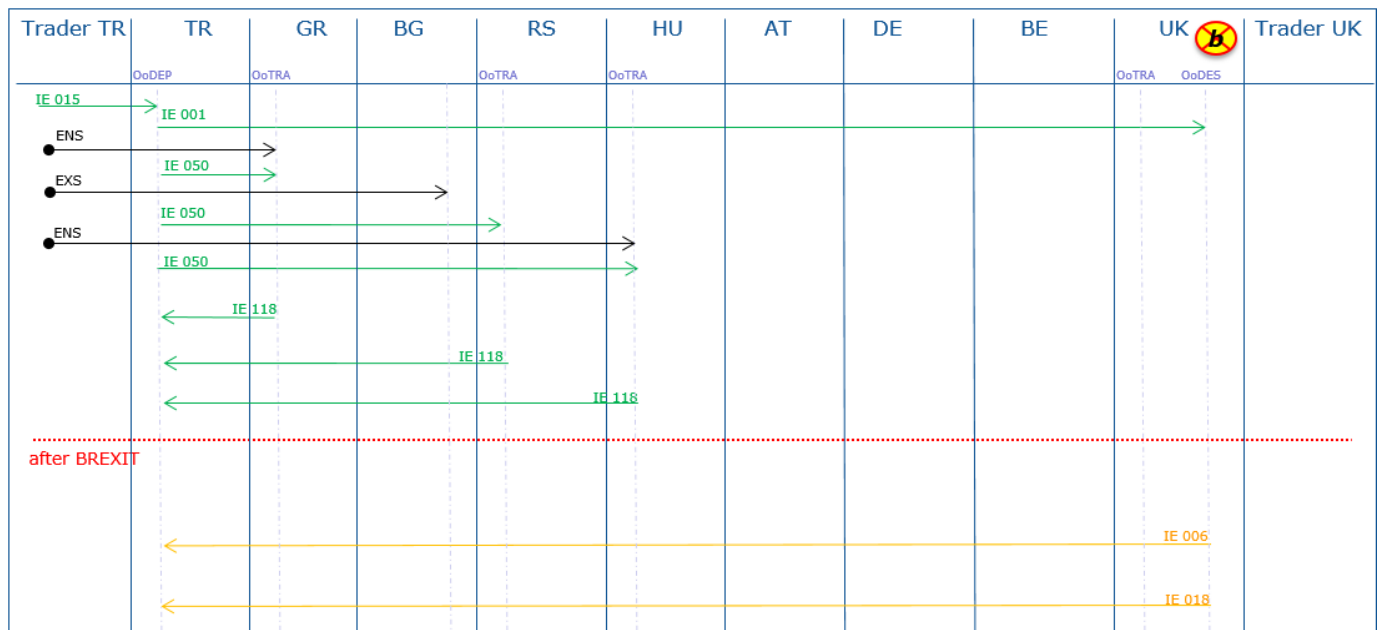 Trader TR TR GR BG RS HU AT DE BE UK b Trader UK
OoDEP OoTRA OoTRA OoTRA OoTRA OoDES
IE 015
IE 001
ENS
IE 050
EXS
IE 050
ENS
IE 050
IE 118
IE 118
IE 118
after BREXIT
IE 006
IE 018